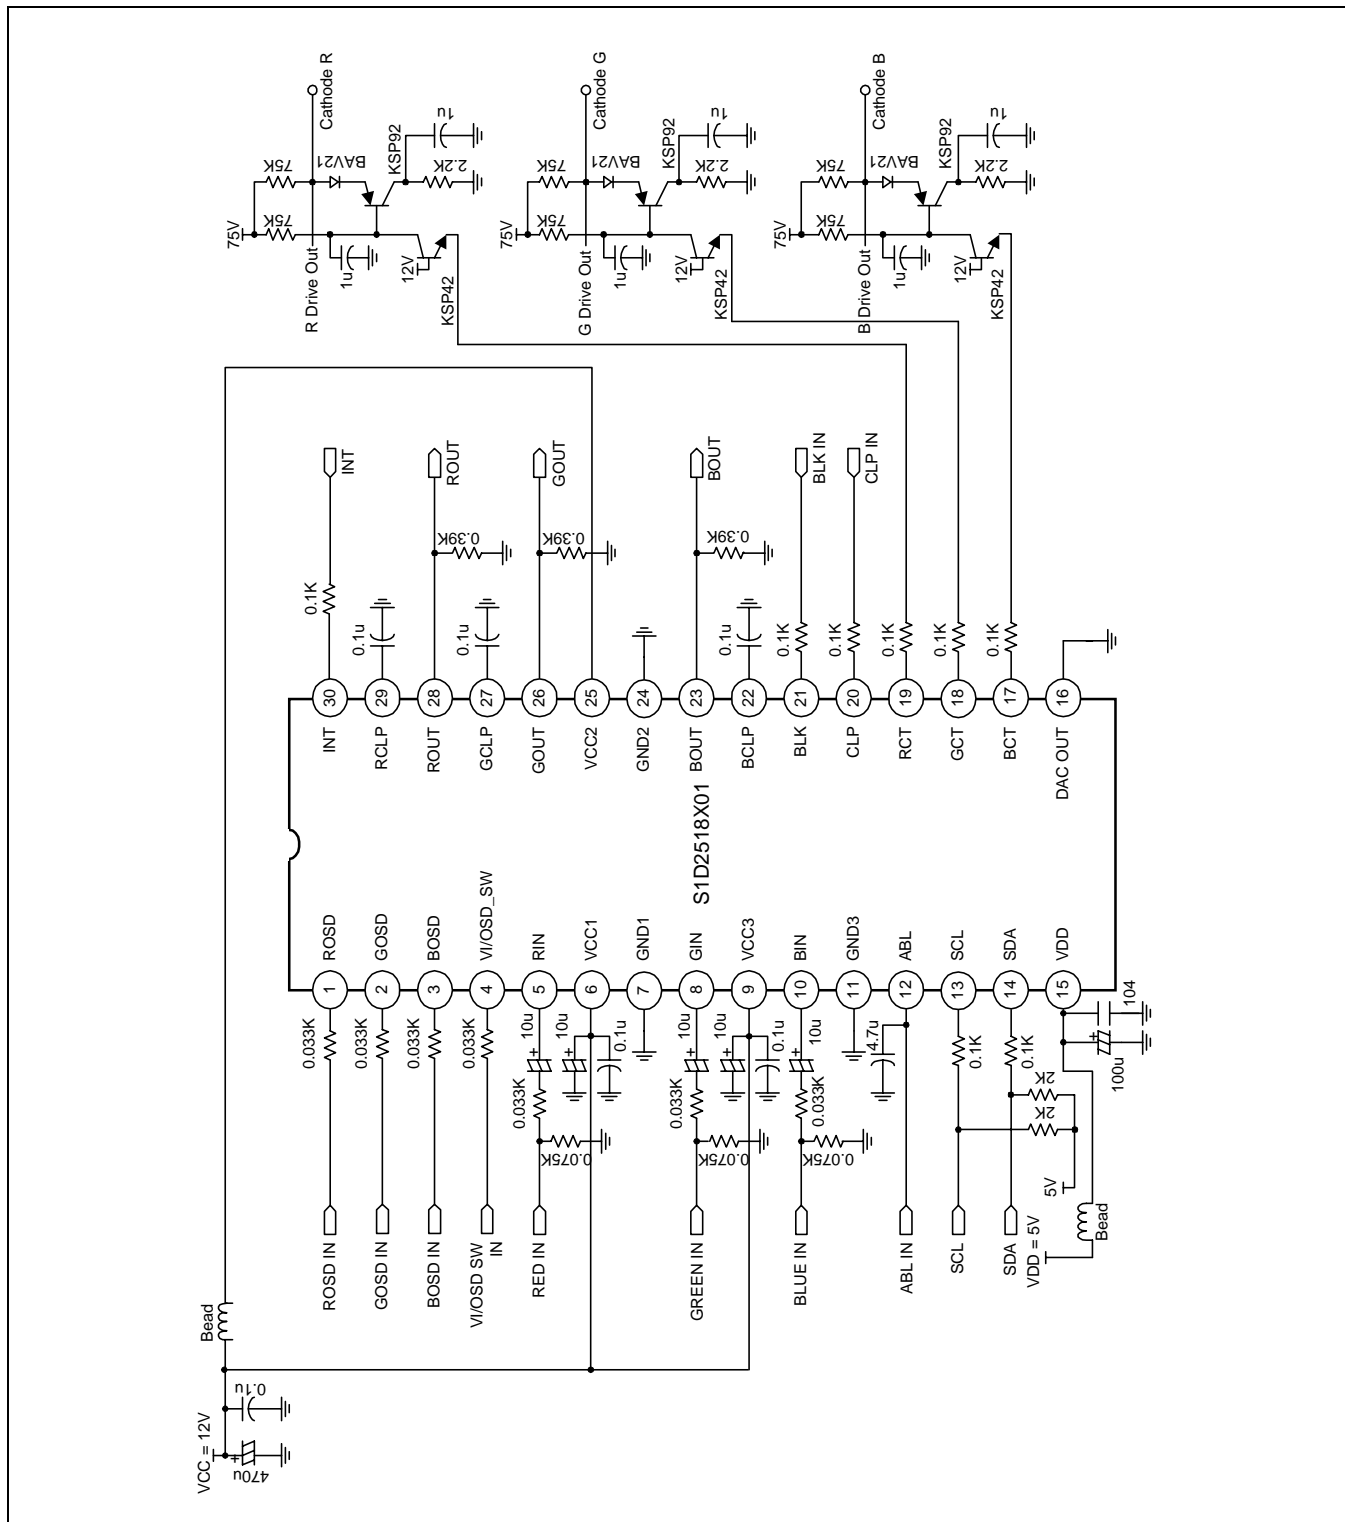 VCC = 12V
470u
0.1u
Bead
75V
75K
75K
R Drive Out
Cathode R
BAV21
KSP92
1u
2.2K
1u
12V
KSP42
75V
75K
75K
G Drive Out
Cathode G
BAV21
KSP92
1u
2.2K
1u
12V
KSP42
75V
75K
75K
B Drive Out
Cathode B
BAV21
KSP92
1u
2.2K
1u
12V
KSP42
ROSD IN
0.033K
1
ROSD
GOSD IN
0.033K
2
GOSD
BOSD IN
0.033K
3
BOSD
VI/OSD SW
IN
0.033K
4
VI/OSD_SW
RED IN
0.075K
0.033K
10u
5
RIN
10u
0.1u
6
VCC1
7
GND1
GREEN IN
0.075K
0.033K
10u
8
GIN
10u
0.1u
9
VCC3
BLUE IN
0.075K
0.033K
10u
10
BIN
11
GND3
ABL IN
4.7u
12
ABL
SCL
0.1K
13
SCL
SDA
0.1K
14
SDA
2K
2K
5V
VDD = 5V
Bead
100u
104
15
VDD
S1D2518X01
INT
30
0.1K
INT
RCLP
29
0.1u
ROUT
28
0.39K
ROUT
GCLP
27
0.1u
GOUT
26
0.39K
GOUT
VCC2
25
GND2
24
BOUT
23
0.39K
BOUT
BCLP
22
0.1u
BLK
21
0.1K
BLK IN
CLP
20
0.1K
CLP IN
RCT
19
0.1K
GCT
18
0.1K
BCT
17
0.1K
DAC OUT
16